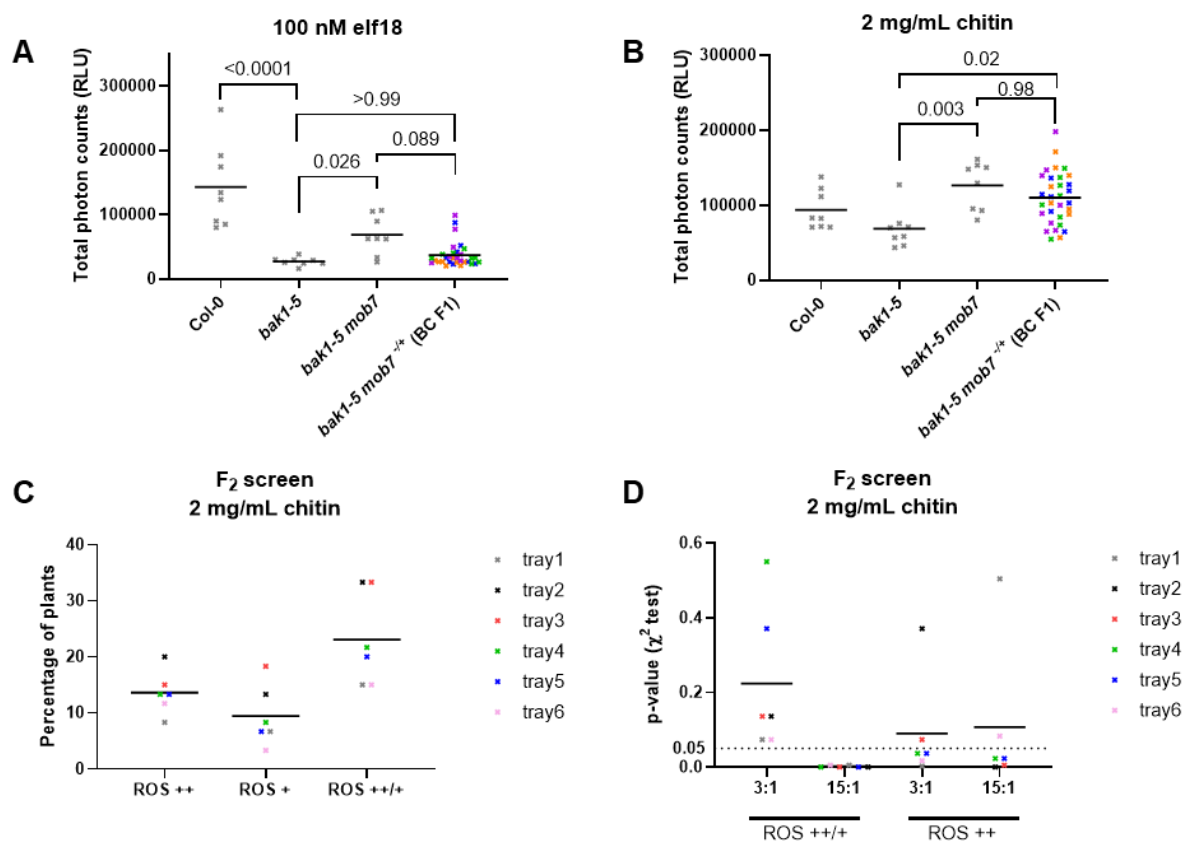 A
100 nM elf18
Total photon counts (RLU)
300000
200000
100000
0
<0.0001
>0.99
0.026
0.089
Col-0
bak1-5
bak1-5 mob7
bak1-5 mob7-/+ (BC F1)
B
2 mg/mL chitin
Total photon counts (RLU)
300000
200000
100000
0
0.02
0.98
0.003
Col-0
bak1-5
bak1-5 mob7
bak1-5 mob7-/+ (BC F1)
C
F2 screen
2 mg/mL chitin
Percentage of plants
40
30
20
10
0
ROS ++
ROS +
ROS ++/+
tray1
tray2
tray3
tray4
tray5
tray6
D
F2 screen
2 mg/mL chitin
p-value (χ2 test)
0.6
0.4
0.2
0.05
0.0
3:1
15:1
3:1
15:1
ROS ++/+
ROS ++
tray1
tray2
tray3
tray4
tray5
tray6